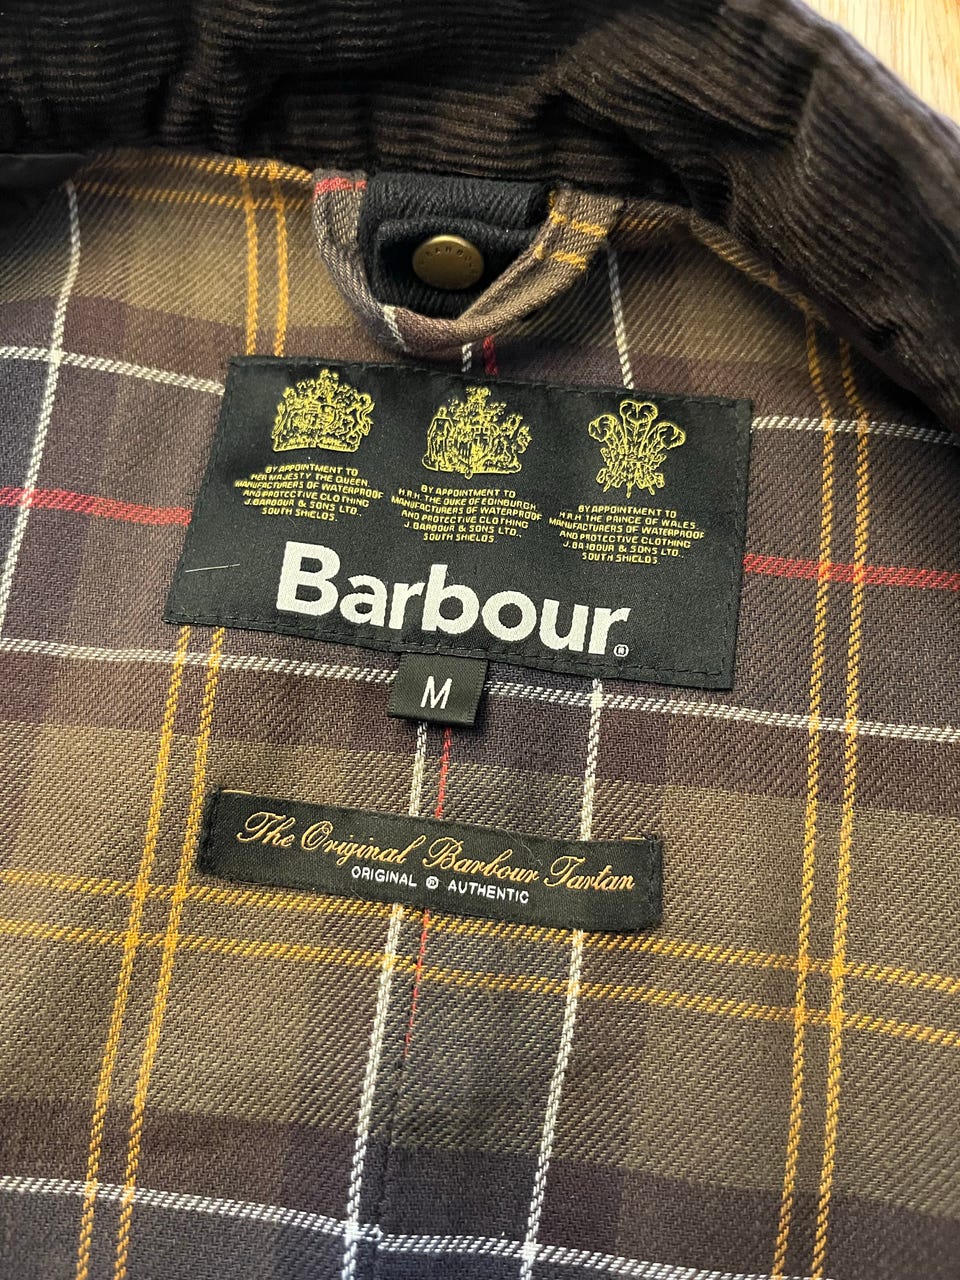 BARBOUR
BY APPOINTMENT TO
HER MAJESTY THE QUEEN
MANUFACTURERS OF WATERPROOF
AND PROTECTIVE CLOTHING
J.BARBOUR & SONS LTD.,
SOUTH SHIELDS.
BY APPOINTMENT TO
H.R.H. THE DUKE OF EDINBURGH
MANUFACTURERS OF WATERPROOF
AND PROTECTIVE CLOTHING
J. BARBOUR & SONS LTD.,
SOUTH SHIELDS
BY APPOINTMENT TO
H.R.H THE PRINCE OF WALES.
MANUFACTURERS OF WATERPROOF
AND PROTECTIVE CLOTHING
J.BARBOUR & SONS LTD..
SOUTH SHIELDS.
Barbour®
M
The Original Barbour Tartan
ORIGINAL ® AUTHENTIC